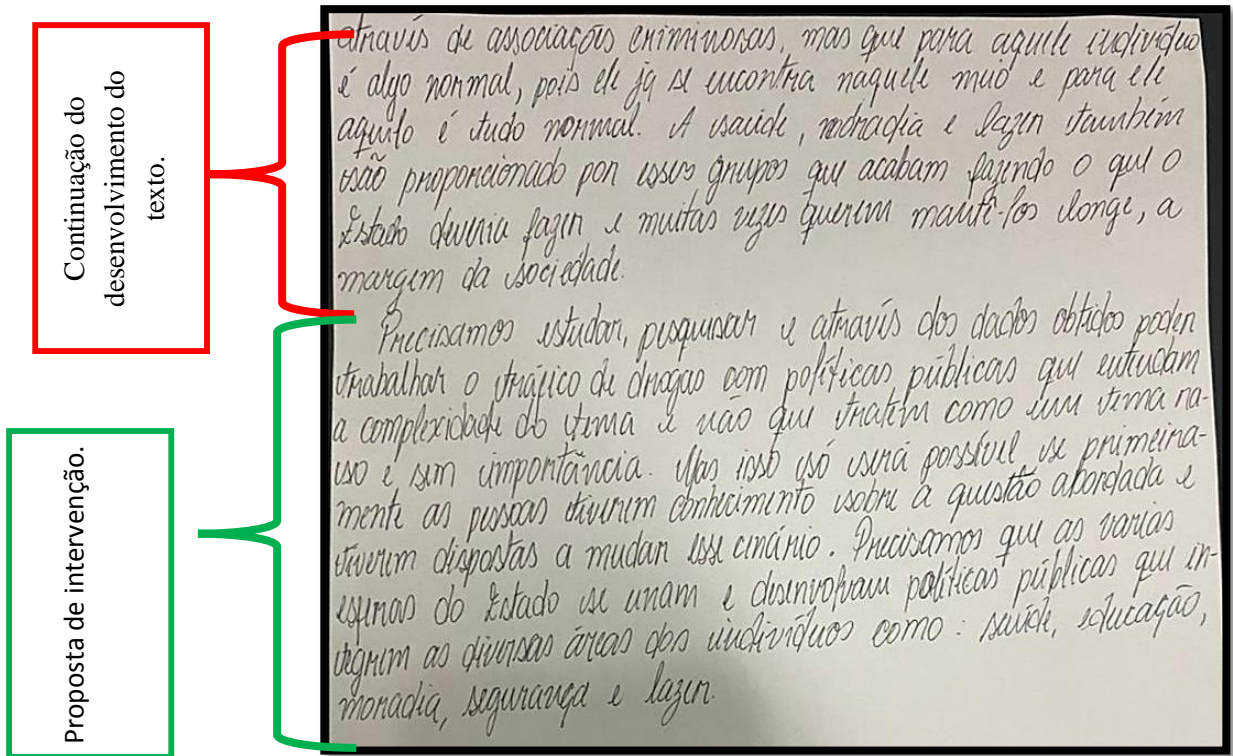 Continuação do
desenvolvimento do
texto.
Proposta de intervenção.
através de associações criminosas, mas que para aquele indivíduo
é algo normal, pois ele já se encontra naquele meio e para ele
aquilo é tudo normal. A saúde, moradia e lazer também
são proporcionado por esses grupos que acabam fazendo o que o
Estado deveria fazer e muitas vezes querem mantê-los longe, a
margem da sociedade.
Precisamos estudar, pesquisar e através dos dados obtidos poder
trabalhar o tráfico de drogas com políticas públicas que entendam
a complexidade do tema e não que tratem como um tema ra-
so e sem importância. Mas isso só será possível se primeira-
mente as pessoas tiverem conhecimento sobre a questão abordada e
tiverem dispostas a mudar esse cinário. Precisamos que as varias
esferas do Estado se unam e desenvolvam políticas públicas que in-
tegrem as diversas áreas dos indivíduos como: saúde, educação,
moradia, segurança e lazer.